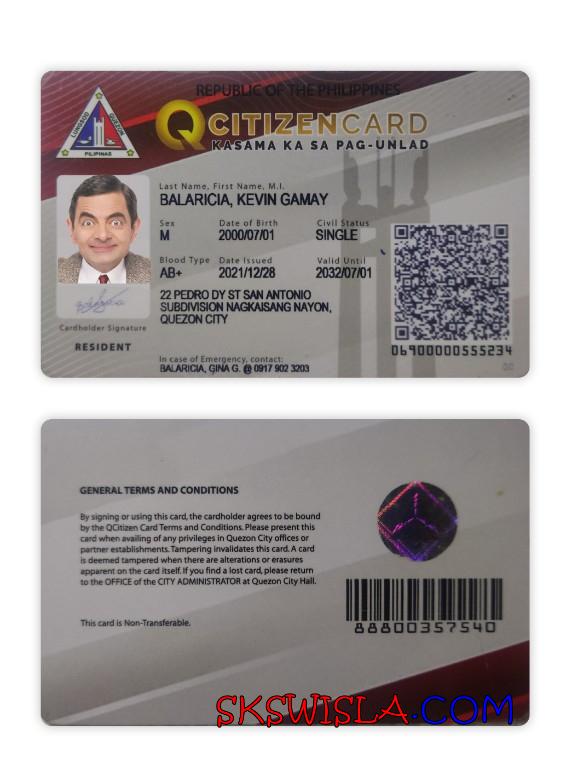 REPUBLIC OF THE PHILIPPINES
LUNGSOD QUEZON
PILIPINAS
QCITIZENCARD
KASAMA KA SA PAG-UNLAD
Last Name, First Name, M.I.
BALARICIA, KEVIN GAMAY
Sex Date of Birth Civil Status
M 2000/07/01 SINGLE
Blood Type Date Issued Valid Until
AB+ 2021/12/28 2032/07/01
22 PEDRO DY ST SAN ANTONIO
SUBDIVISION NAGKAISANG NAYON,
QUEZON CITY
Cardholder Signature
RESIDENT
In case of Emergency, contact:
BALARICIA, GINA G. @ 0917 902 3203
06900000555234
GENERAL TERMS AND CONDITIONS
By signing or using this card, the cardholder agrees to be bound
by the QCitizen Card Terms and Conditions. Please present this
card when availing of any privileges in Quezon City offices or
partner establishments. Tampering invalidates this card. A card
is deemed tampered when there are alterations or erasures
apparent on the card itself. If you find a lost card, please return
to the OFFICE of the CITY ADMINISTRATOR at Quezon City Hall.
This card is Non-Transferable.
88800357540
SKSWISLA.COM